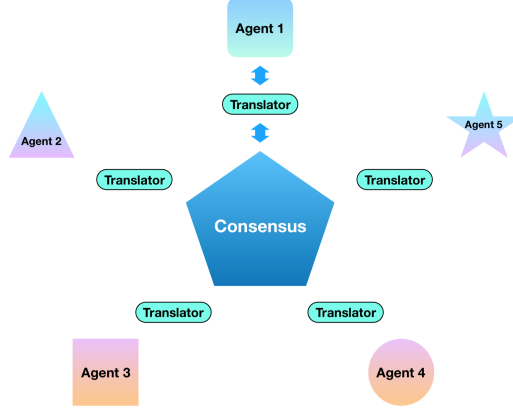 Agent 1
Translator
Agent 2
Agent 5
Translator
Translator
Consensus
Translator
Translator
Agent 3
Agent 4